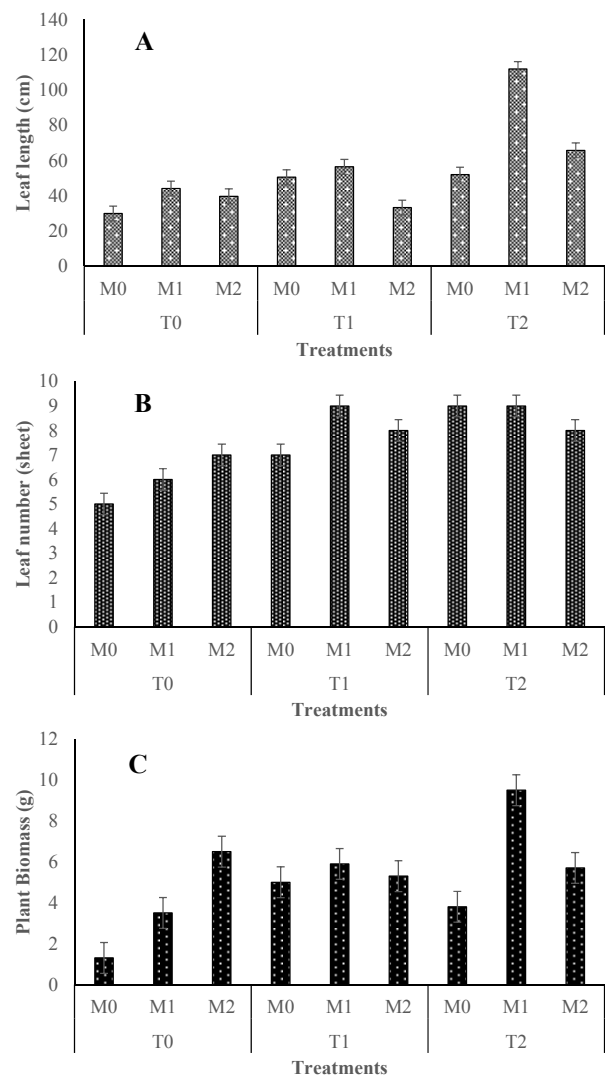 A
Leaf length (cm)
140
120
100
80
60
40
20
0
M0 M1 M2 M0 M1 M2 M0 M1 M2
T0 T1 T2
Treatments
B
Leaf number (sheet)
10
9
8
7
6
5
4
3
2
1
0
M0 M1 M2 M0 M1 M2 M0 M1 M2
T0 T1 T2
Treatments
C
Plant Biomass (g)
12
10
8
6
4
2
0
M0 M1 M2 M0 M1 M2 M0 M1 M2
T0 T1 T2
Treatments